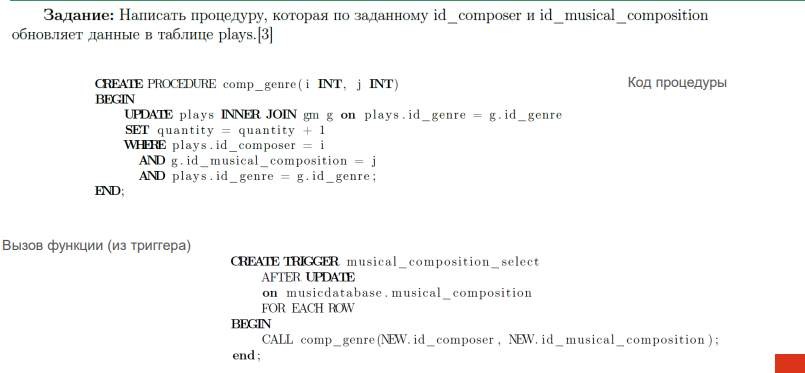 Задание: Написать процедуру, которая по заданному id_composer и id_musical_composition
обновляет данные в таблице plays.[3]
CREATE PROCEDURE comp_genre(i INT, j INT)
Код процедуры
BEGIN
UPDATE plays INNER JOIN gm g on plays.id_genre = g.id_genre
SET quantity = quantity + 1
WHERE plays.id_composer = i
AND g.id_musical_composition = j
AND plays.id_genre = g.id_genre;
END;
Вызов функции (из триггера)
CREATE TRIGGER musical_composition_select
AFTER UPDATE
on musicdatabase.musical_composition
FOR EACH ROW
BEGIN
CALL comp_genre(NEW.id_composer, NEW.id_musical_composition);
end;